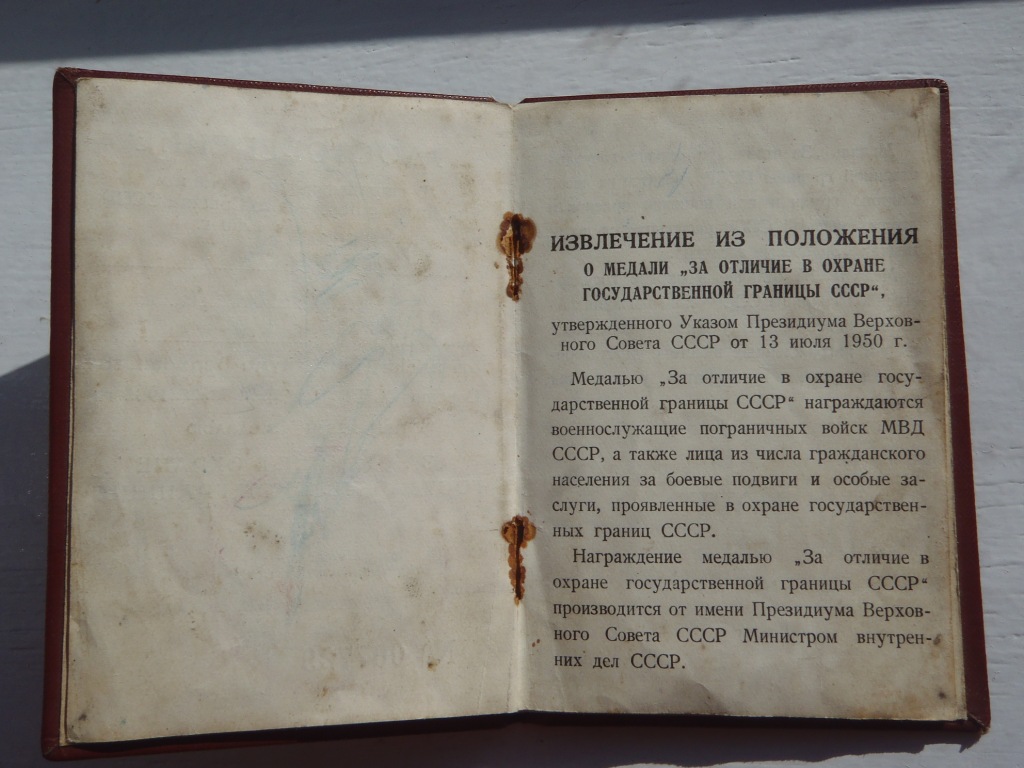 ИЗВЛЕЧЕНИЕ ИЗ ПОЛОЖЕНИЯ
О МЕДАЛИ „ЗА ОТЛИЧИЕ В ОХРАНЕ
ГОСУДАРСТВЕННОЙ ГРАНИЦЫ СССР“,
утвержденного Указом Президиума Верхов-
ного Совета СССР от 13 июля 1950 г.
Медалью „За отличие в охране госу-
дарственной границы СССР“ награждаются
военнослужащие пограничных войск МВД
СССР, а также лица из числа гражданского
населения за боевые подвиги и особые за-
слуги, проявленные в охране государствен-
ных границ СССР.
Награждение медалью „За отличие в
охране государственной границы СССР“
производится от имени Президиума Верхов-
ного Совета СССР Министром внутрен-
них дел СССР.